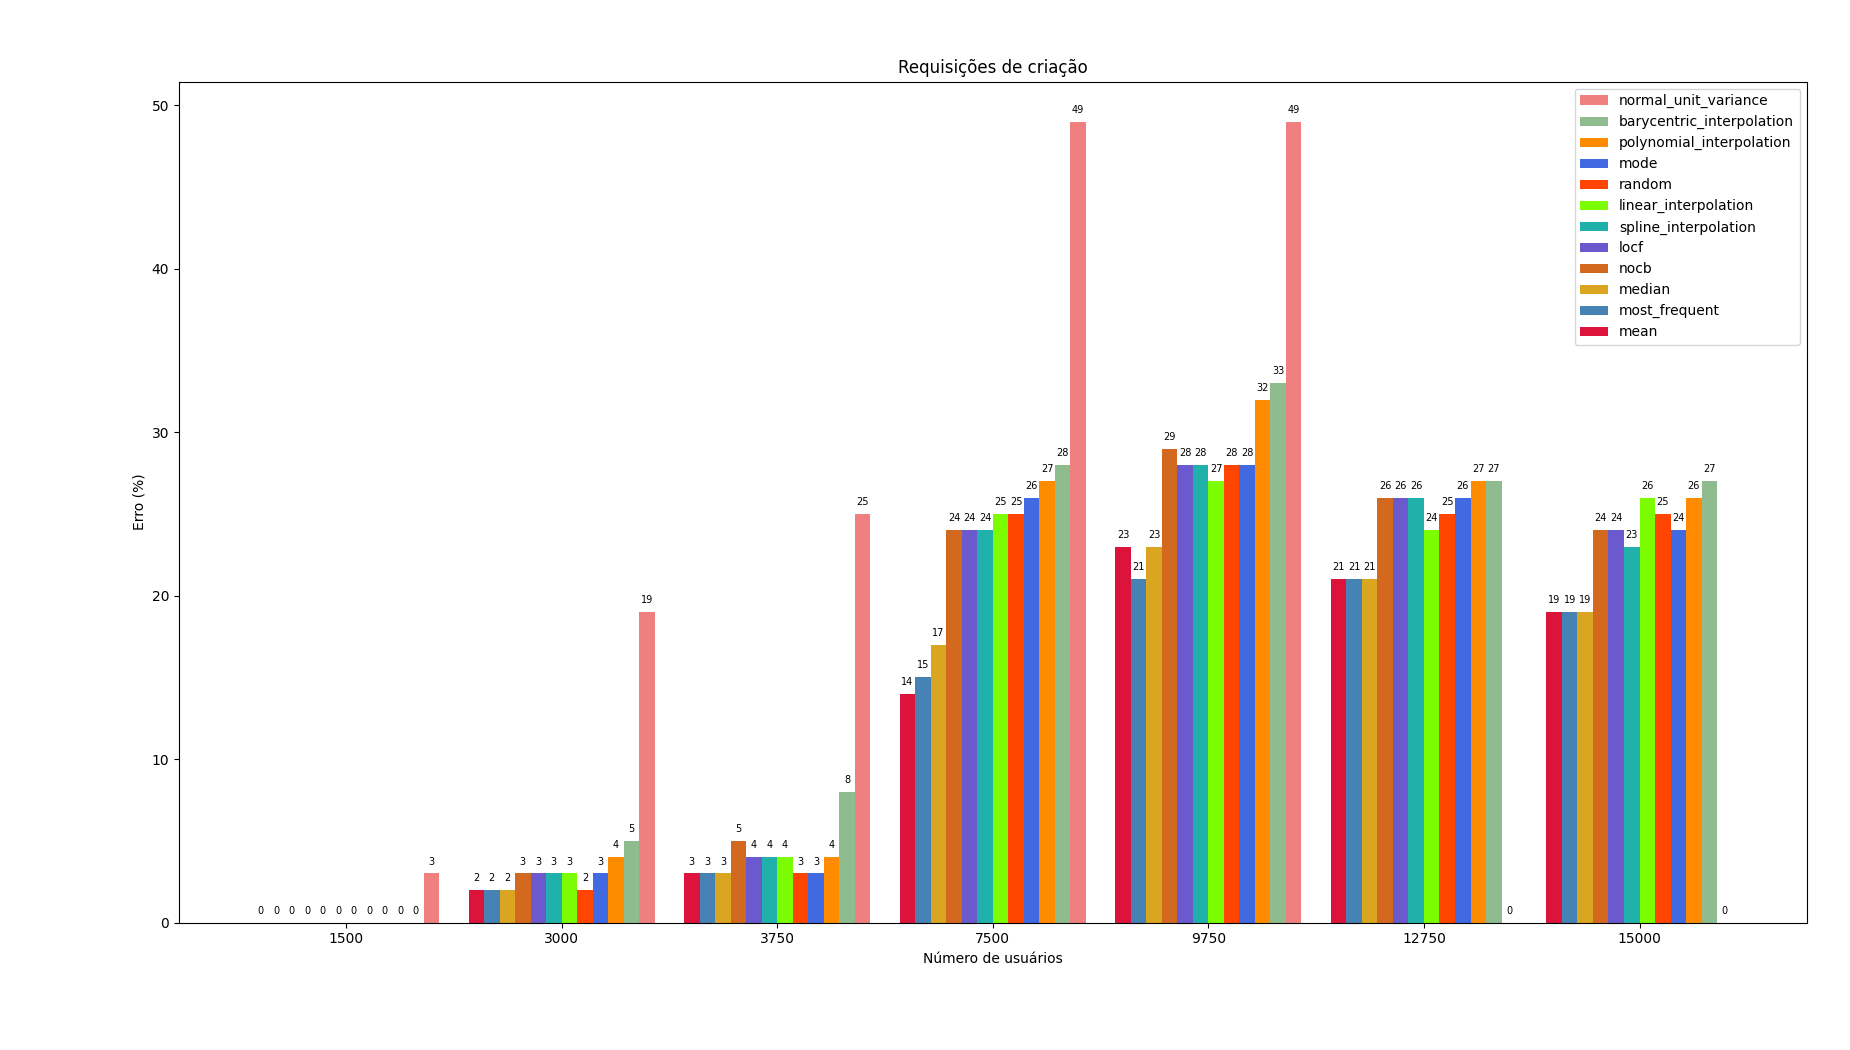 Requisições de criação
50
40
30
20
10
0
Erro (%)
normal_unit_variance
barycentric_interpolation
polynomial_interpolation
mode
random
linear_interpolation
spline_interpolation
locf
nocb
median
most_frequent
mean
0 0 0 0 0 0 0 0 0 0 0 3
2 2 2 3 3 3 3 2 3 4 5 19
3 3 3 5 4 4 4 3 3 4 8 25
14 15 17 24 24 24 25 25 26 27 28 49
23 21 23 29 28 28 27 28 28 32 33 49
21 21 21 26 26 26 24 25 26 27 27 0
19 19 19 24 24 23 26 25 24 26 27 0
1500 3000 3750 7500 9750 12750 15000
Número de usuários